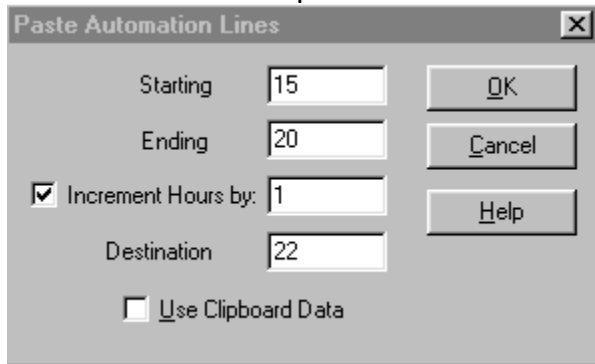 Paste Automation Lines
Starting 15 OK
Ending 20 Cancel
Increment Hours by: 1 Help
Destination 22
Use Clipboard Data